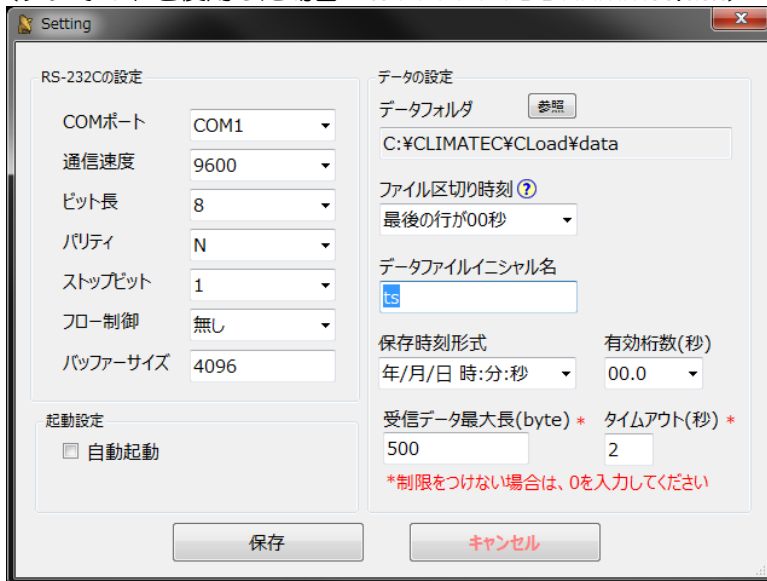 Setting
RS-232Cの設定
COMポート COM1
通信速度 9600
ビット長 8
パリティ N
ストップビット 1
フロー制御 無し
バッファーサイズ 4096
起動設定
自動起動
データの設定
データフォルダ 参照
C:¥CLIMATEC¥CLoad¥data
ファイル区切り時刻 ?
最後の行が00秒
データファイルイニシャル名
ts
保存時刻形式 有効桁数(秒)
年/月/日 時:分:秒 00.0
受信データ最大長(byte) * タイムアウト(秒) *
500 2
*制限をつけない場合は、0を入力してください
保存 キャンセル